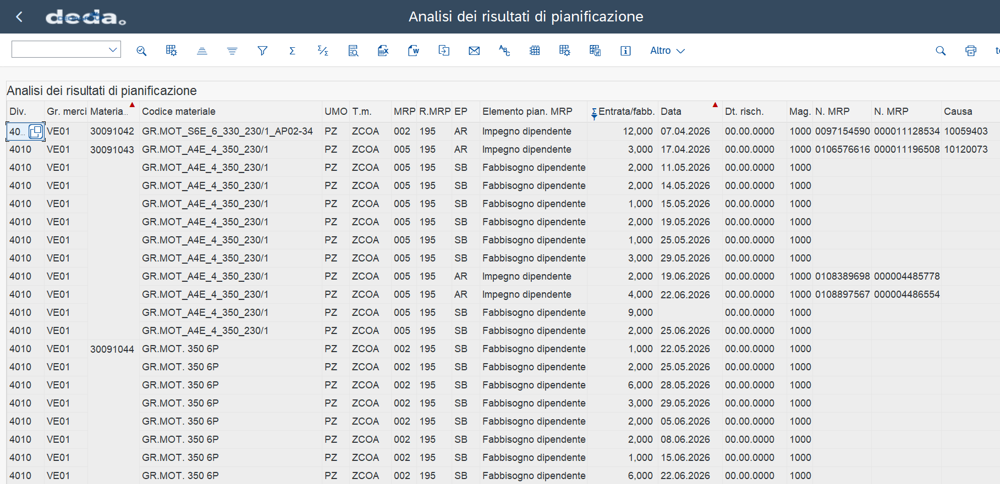 deda.
Analisi dei risultati di pianificazione
Altro
Analisi dei risultati di pianificazione
Div. Gr. merci Materia... Codice materiale UMO T.m. MRP R.MRP EP Elemento pian. MRP Entrata/fabb. Data Dt. risch. Mag. N. MRP N. MRP Causa
40... VE01 30091042 GR.MOT_S6E_6_330_230/1_AP02-34 PZ ZCOA 002 195 AR Impegno dipendente 12,000 07.04.2026 00.00.0000 1000 0097154590 000011128534 10059403
4010 VE01 30091043 GR.MOT_A4E_4_350_230/1 PZ ZCOA 005 195 AR Impegno dipendente 3,000 17.04.2026 00.00.0000 1000 0106576616 000011196508 10120073
4010 VE01 GR.MOT_A4E_4_350_230/1 PZ ZCOA 005 195 SB Fabbisogno dipendente 2,000 11.05.2026 00.00.0000 1000
4010 VE01 GR.MOT_A4E_4_350_230/1 PZ ZCOA 005 195 SB Fabbisogno dipendente 2,000 14.05.2026 00.00.0000 1000
4010 VE01 GR.MOT_A4E_4_350_230/1 PZ ZCOA 005 195 SB Fabbisogno dipendente 1,000 15.05.2026 00.00.0000 1000
4010 VE01 GR.MOT_A4E_4_350_230/1 PZ ZCOA 005 195 SB Fabbisogno dipendente 2,000 19.05.2026 00.00.0000 1000
4010 VE01 GR.MOT_A4E_4_350_230/1 PZ ZCOA 005 195 SB Fabbisogno dipendente 1,000 25.05.2026 00.00.0000 1000
4010 VE01 GR.MOT_A4E_4_350_230/1 PZ ZCOA 005 195 SB Fabbisogno dipendente 3,000 29.05.2026 00.00.0000 1000
4010 VE01 GR.MOT_A4E_4_350_230/1 PZ ZCOA 005 195 AR Impegno dipendente 2,000 19.06.2026 00.00.0000 1000 0108389698 000004485778
4010 VE01 GR.MOT_A4E_4_350_230/1 PZ ZCOA 005 195 AR Impegno dipendente 4,000 22.06.2026 00.00.0000 1000 0108897567 000004486554
4010 VE01 GR.MOT_A4E_4_350_230/1 PZ ZCOA 005 195 SB Fabbisogno dipendente 9,000 00.00.0000 1000
4010 VE01 GR.MOT_A4E_4_350_230/1 PZ ZCOA 005 195 SB Fabbisogno dipendente 2,000 25.06.2026 00.00.0000 1000
4010 VE01 30091044 GR.MOT. 350 6P PZ ZCOA 002 195 SB Fabbisogno dipendente 1,000 22.05.2026 00.00.0000 1000
4010 VE01 GR.MOT. 350 6P PZ ZCOA 002 195 SB Fabbisogno dipendente 2,000 25.05.2026 00.00.0000 1000
4010 VE01 GR.MOT. 350 6P PZ ZCOA 002 195 SB Fabbisogno dipendente 6,000 28.05.2026 00.00.0000 1000
4010 VE01 GR.MOT. 350 6P PZ ZCOA 002 195 SB Fabbisogno dipendente 3,000 29.05.2026 00.00.0000 1000
4010 VE01 GR.MOT. 350 6P PZ ZCOA 002 195 SB Fabbisogno dipendente 2,000 05.06.2026 00.00.0000 1000
4010 VE01 GR.MOT. 350 6P PZ ZCOA 002 195 SB Fabbisogno dipendente 2,000 08.06.2026 00.00.0000 1000
4010 VE01 GR.MOT. 350 6P PZ ZCOA 002 195 SB Fabbisogno dipendente 1,000 15.06.2026 00.00.0000 1000
4010 VE01 GR.MOT. 350 6P PZ ZCOA 002 195 SB Fabbisogno dipendente 6,000 22.06.2026 00.00.0000 1000